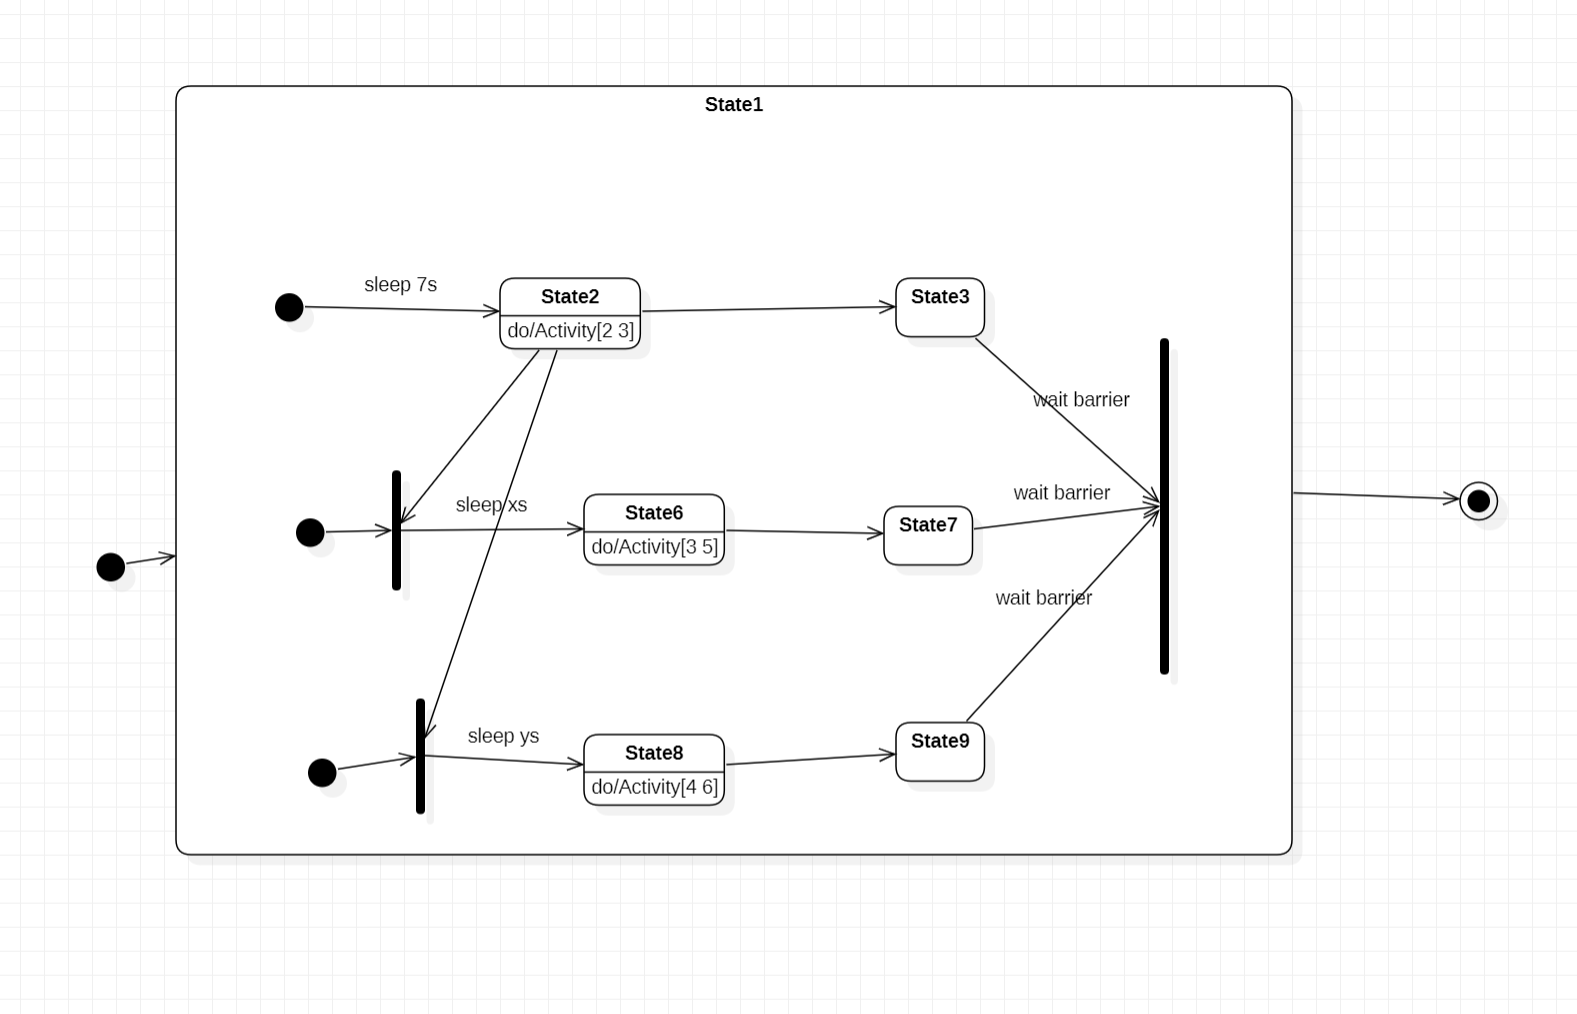 State1
sleep 7s
State2
do/Activity[2 3]
State3
wait barrier
sleep xs
State6
do/Activity[3 5]
wait barrier
State7
wait barrier
sleep ys
State8
do/Activity[4 6]
State9